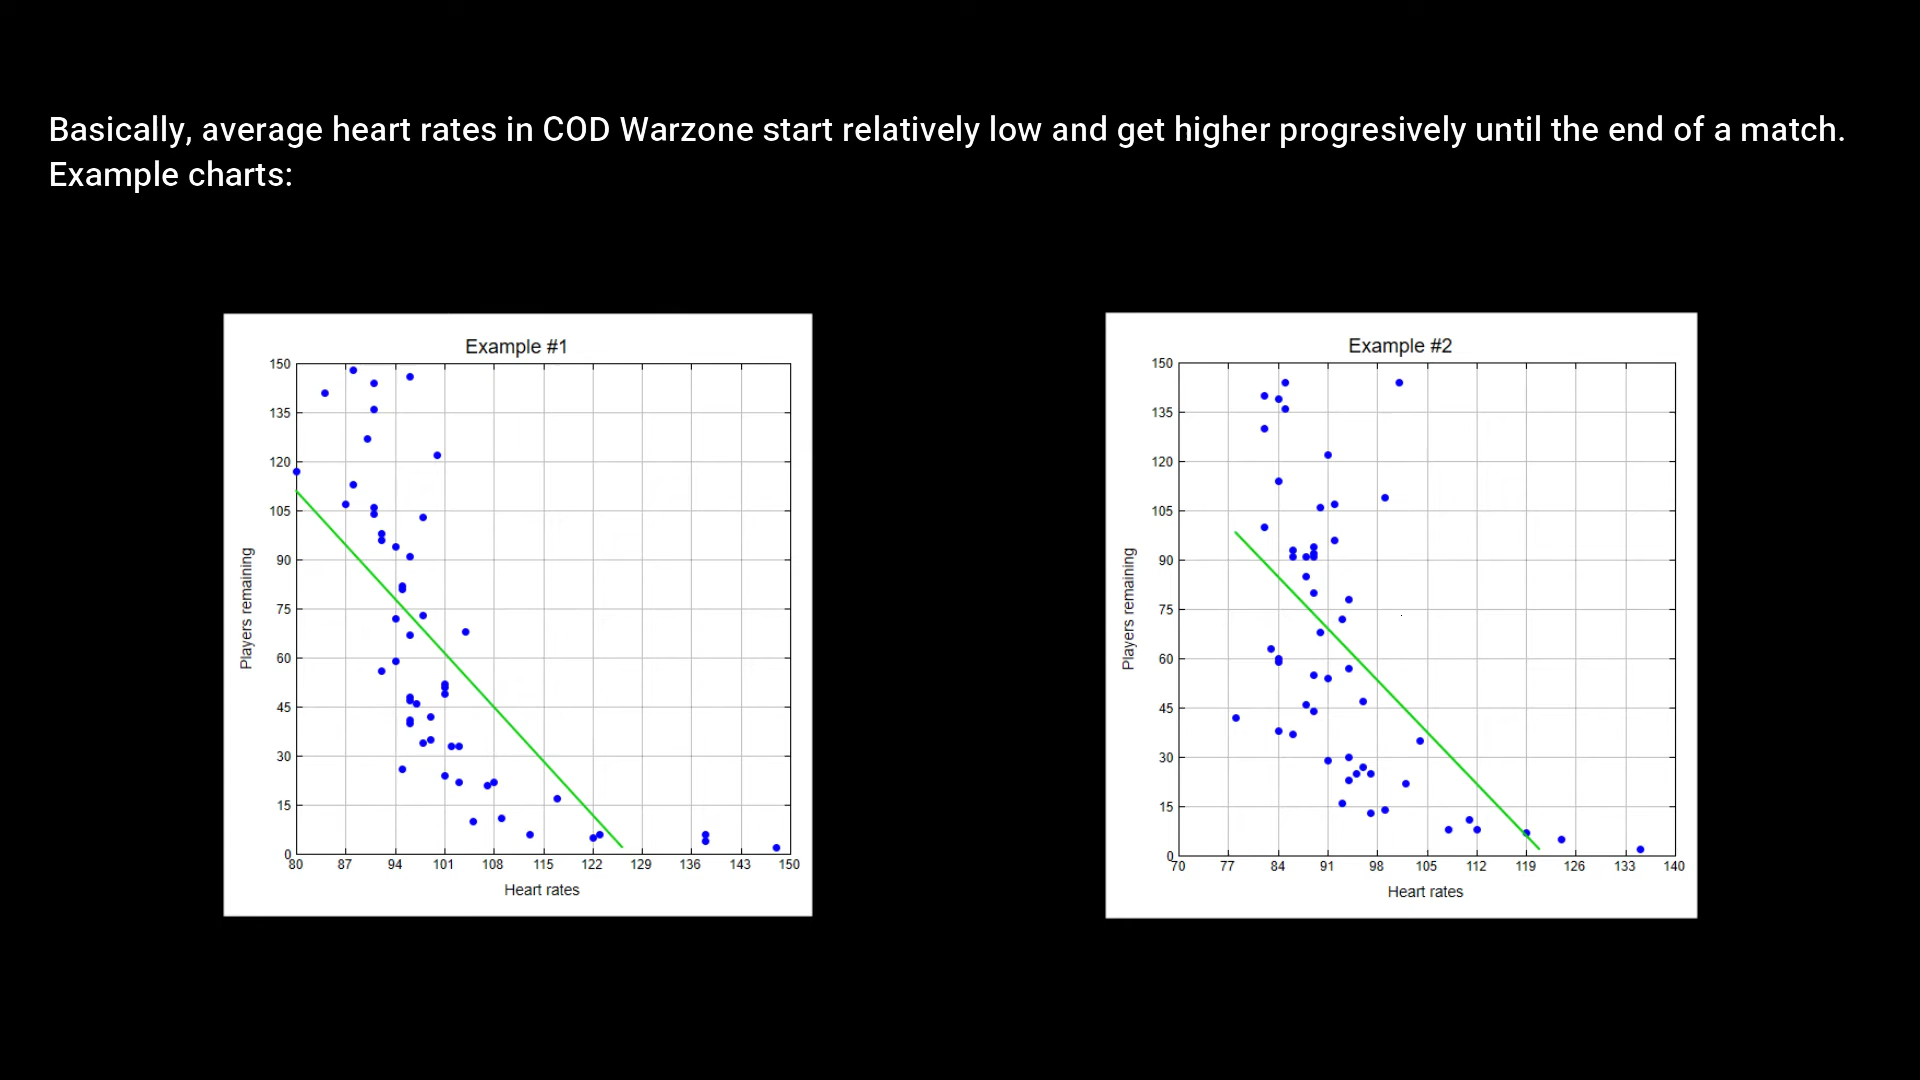 Basically, average heart rates in COD Warzone start relatively low and get higher progresively until the end of a match.
Example charts:
Example #1
150
135
120
105
90
75
60
45
30
15
0
Players remaining
80 87 94 101 108 115 122 129 136 143 150
Heart rates
Example #2
150
135
120
105
90
75
60
45
30
15
0
Players remaining
70 77 84 91 98 105 112 119 126 133 140
Heart rates